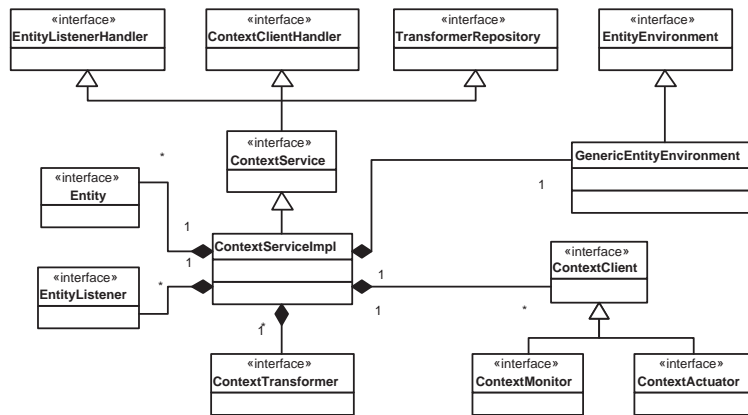 «interface»
EntityListenerHandler
«interface»
ContextClientHandler
«interface»
TransformerRepository
«interface»
EntityEnvironment
«interface»
ContextService
GenericEntityEnvironment
*
«interface»
Entity
1
1
ContextServiceImpl
1
«interface»
ContextClient
1
«interface»
EntityListener
*
1
*
*
1
«interface»
ContextTransformer
«interface»
ContextMonitor
«interface»
ContextActuator